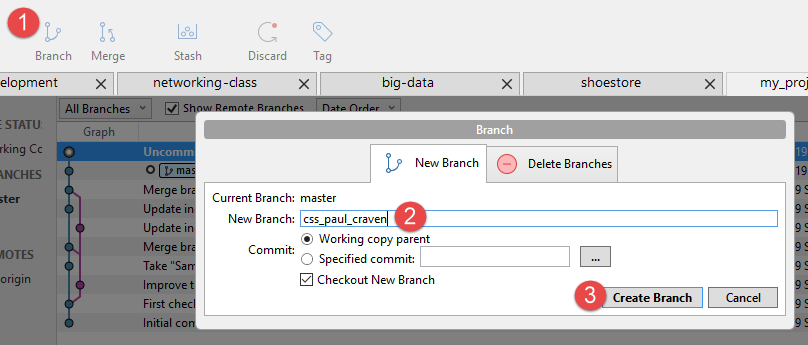 1
Branch Merge Stash Discard Tag
elopment networking-class big-data shoestore my_proj
All Branches Show Remote Branches Date Order
Graph
Branch
New Branch Delete Branches
Current Branch: master
New Branch: css_paul_craven 2
Commit: Working copy parent
Specified commit: ...
Checkout New Branch
3 Create Branch Cancel
E STATU
rking Co
ANCHES
ster
MOTES
origin
Uncomm
mas
Merge bra
Update in
Update in
Merge bra
Take "Sam
Improve t
First check
Initial com